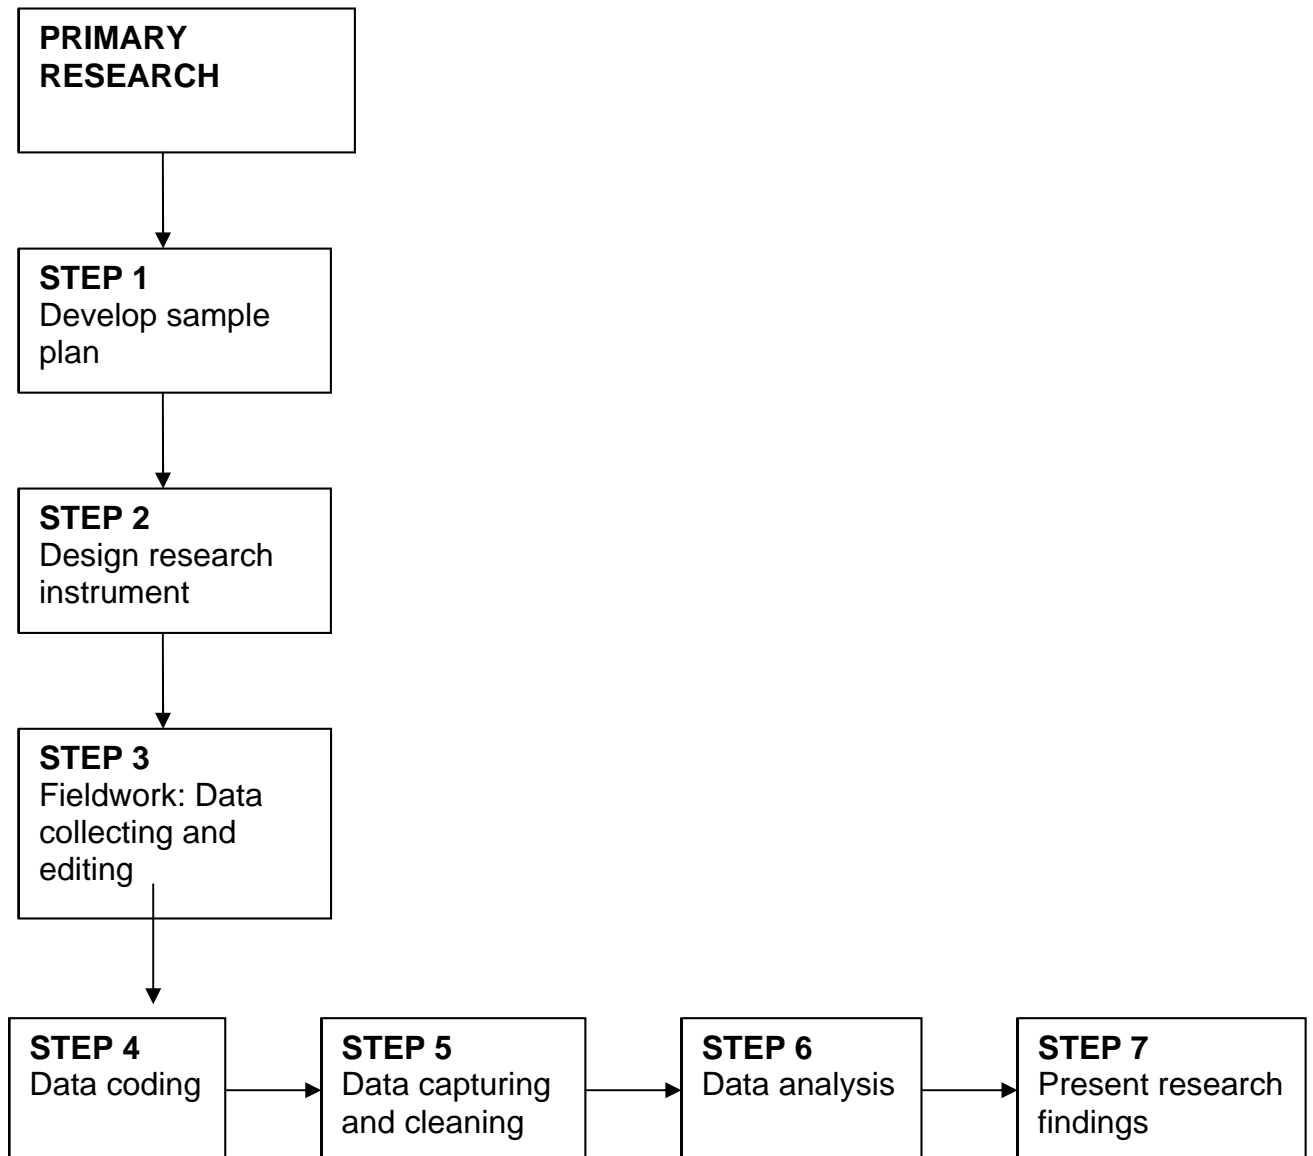 PRIMARY
RESEARCH
STEP 1
Develop sample
plan
STEP 2
Design research
instrument
STEP 3
Fieldwork: Data
collecting and
editing
STEP 4
Data coding
STEP 5
Data capturing
and cleaning
STEP 6
Data analysis
STEP 7
Present research
findings